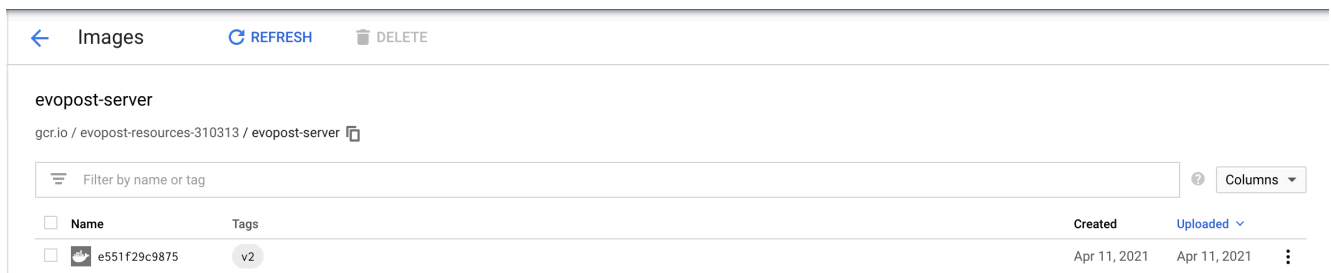 Images REFRESH DELETE
evopost-server
gcr.io / evopost-resources-310313 / evopost-server
Filter by name or tag ? Columns
Name Tags Created Uploaded
e551f29c9875 v2 Apr 11, 2021 Apr 11, 2021